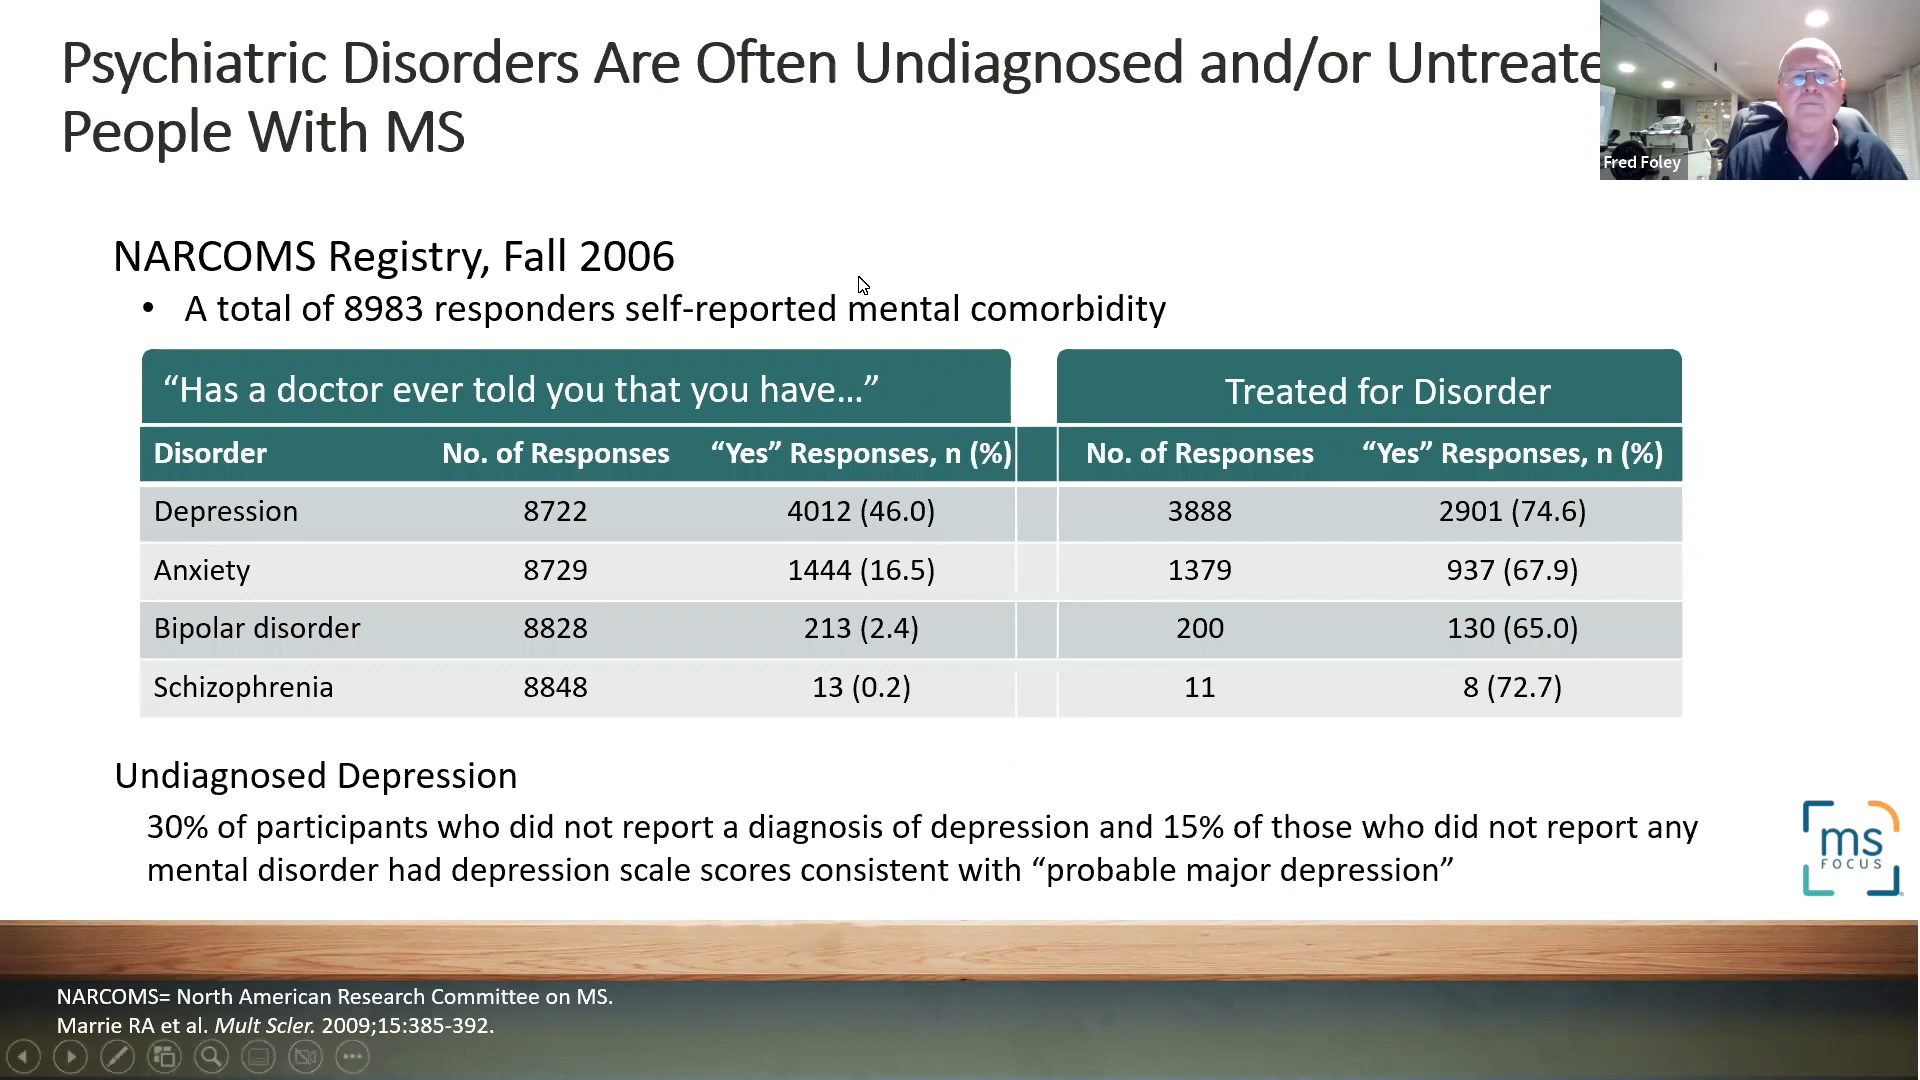 Psychiatric Disorders Are Often Undiagnosed and/or Untreate
People With MS
Fred Foley
NARCOMS Registry, Fall 2006
• A total of 8983 responders self-reported mental comorbidity
“Has a doctor ever told you that you have…” Treated for Disorder
Disorder No. of Responses “Yes” Responses, n (%) No. of Responses “Yes” Responses, n (%)
Depression 8722 4012 (46.0) 3888 2901 (74.6)
Anxiety 8729 1444 (16.5) 1379 937 (67.9)
Bipolar disorder 8828 213 (2.4) 200 130 (65.0)
Schizophrenia 8848 13 (0.2) 11 8 (72.7)
Undiagnosed Depression
30% of participants who did not report a diagnosis of depression and 15% of those who did not report any
mental disorder had depression scale scores consistent with “probable major depression”
ms
FOCUS
NARCOMS= North American Research Committee on MS.
Marrie RA et al. Mult Scler. 2009;15:385-392.